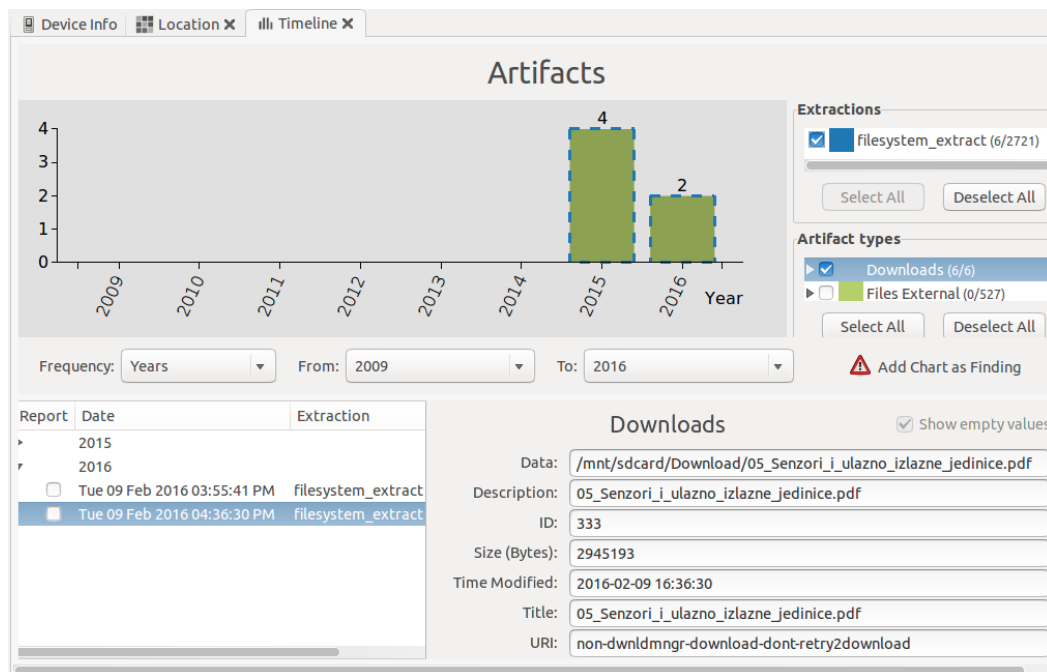 Device Info Location Timeline
Artifacts
4
3
2
1
0
4
2
2009 2010 2011 2012 2013 2014 2015 2016 Year
Extractions
filesystem_extract (6/2721)
Select All Deselect All
Artifact types
Downloads (6/6)
Files External (0/527)
Select All Deselect All
Frequency: Years From: 2009 To: 2016 Add Chart as Finding
Report Date Extraction
2015
2016
Tue 09 Feb 2016 03:55:41 PM filesystem_extract
Tue 09 Feb 2016 04:36:30 PM filesystem_extract
Downloads Show empty values
Data: /mnt/sdcard/Download/05_Senzori_i_ulazno_izlazne_jedinice.pdf
Description: 05_Senzori_i_ulazno_izlazne_jedinice.pdf
ID: 333
Size (Bytes): 2945193
Time Modified: 2016-02-09 16:36:30
Title: 05_Senzori_i_ulazno_izlazne_jedinice.pdf
URI: non-dwnldmngr-download-dont-retry2download